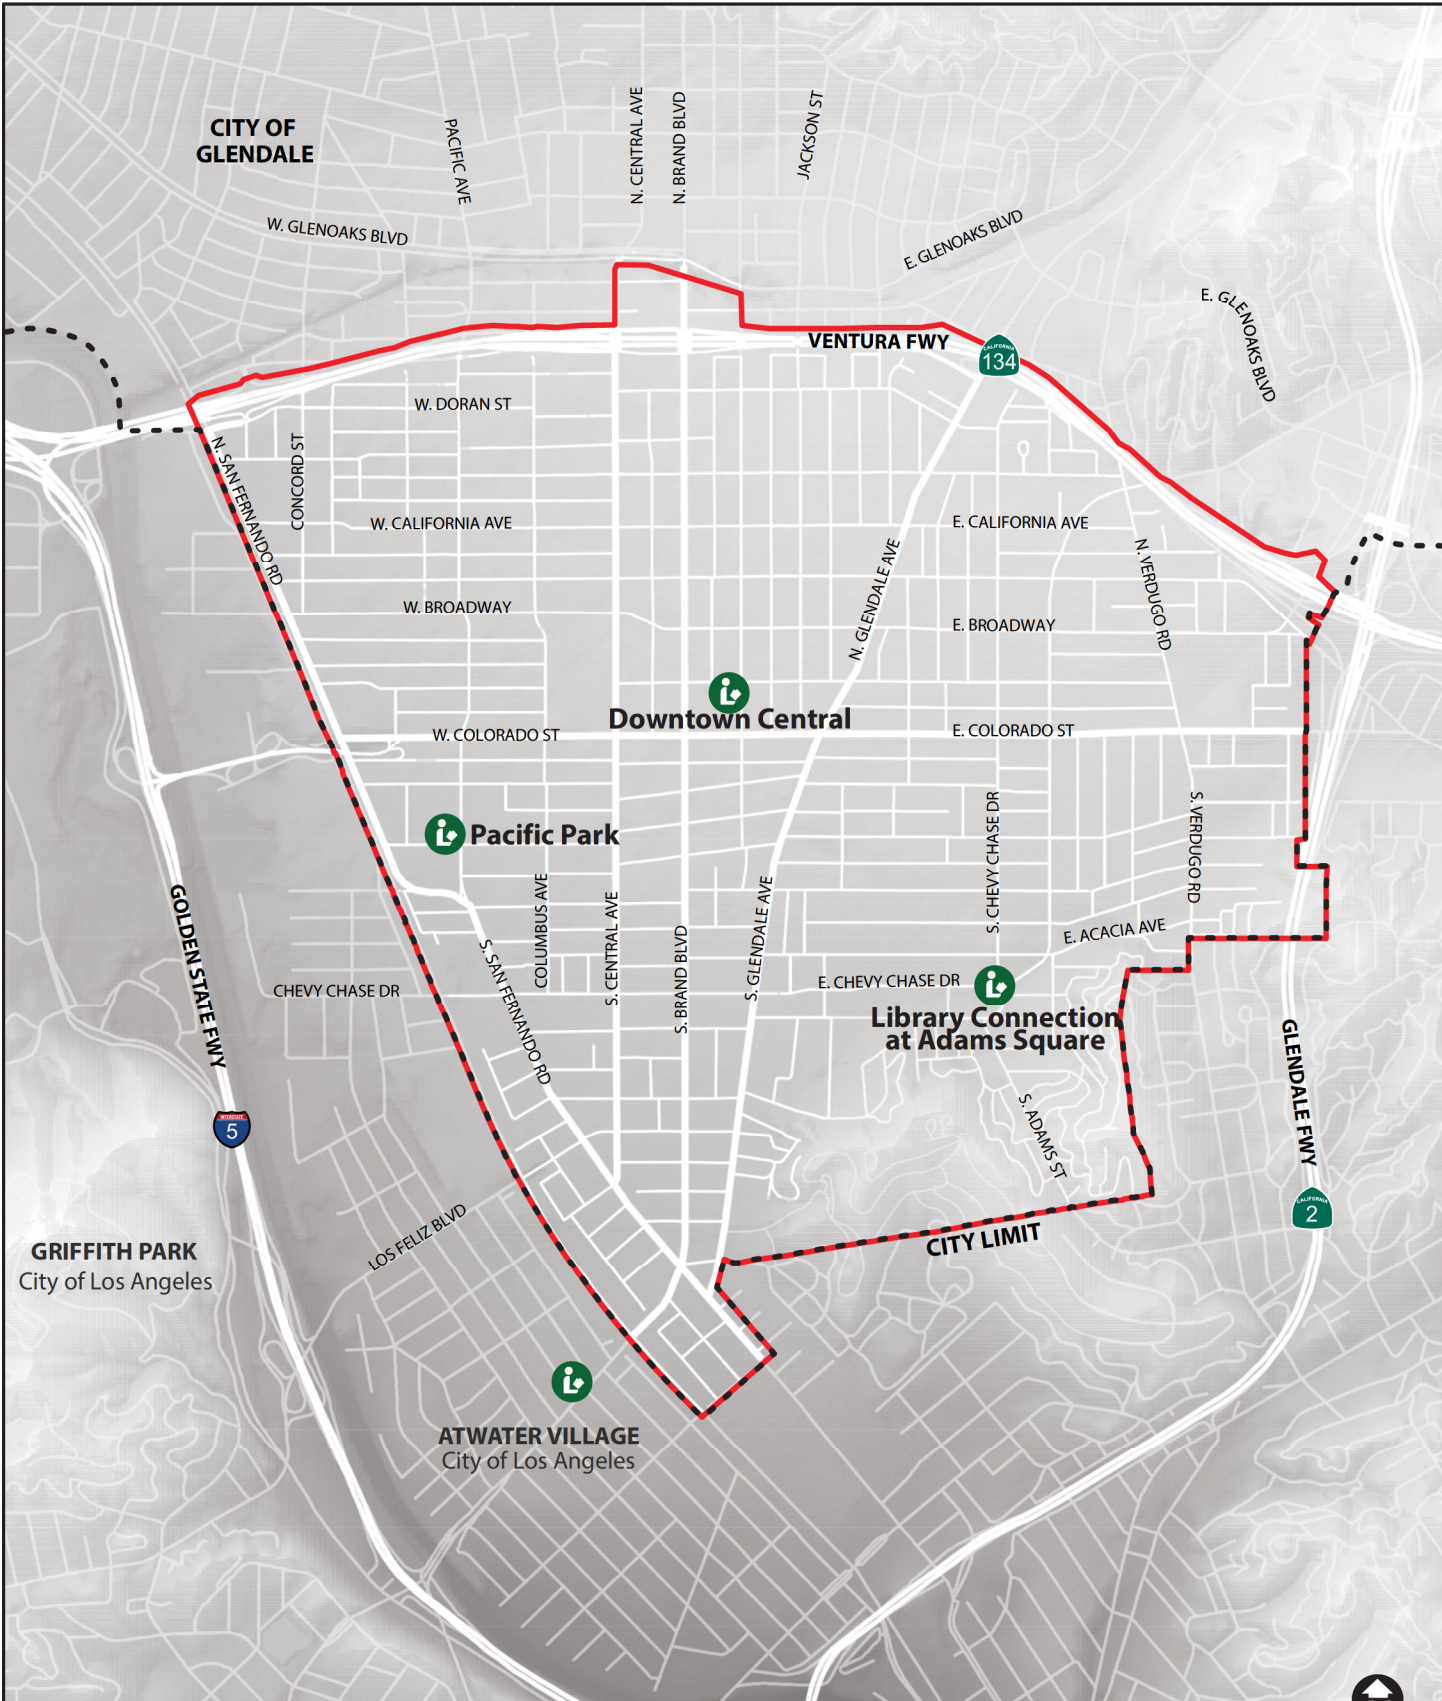 N. CENTRAL AVE
N. BRAND BLVD
JACKSON ST
PACIFIC AVE
CITY OF
GLENDALE
W. GLENOAKS BLVD
E. GLENOAKS BLVD
E. GLENOAKS BLVD
VENTURA FWY
CALIFORNIA
134
W. DORAN ST
N. SAN FERNANDO RD
CONCORD ST
W. CALIFORNIA AVE
E. CALIFORNIA AVE
N. GLENDALE AVE
N. VERDUGO RD
W. BROADWAY
E. BROADWAY
Downtown Central
W. COLORADO ST
E. COLORADO ST
Pacific Park
S. CHEVY CHASE DR
S. VERDUGO RD
GOLDEN STATE FWY
COLUMBUS AVE
S. CENTRAL AVE
S. BRAND BLVD
S. GLENDALE AVE
E. ACACIA AVE
CHEVY CHASE DR
S. SAN FERNANDO RD
E. CHEVY CHASE DR
Library Connection
at Adams Square
GLENDALE FWY
S. ADAMS ST
INTERSTATE
5
CALIFORNIA
2
LOS FELIZ BLVD
CITY LIMIT
GRIFFITH PARK
City of Los Angeles
ATWATER VILLAGE
City of Los Angeles